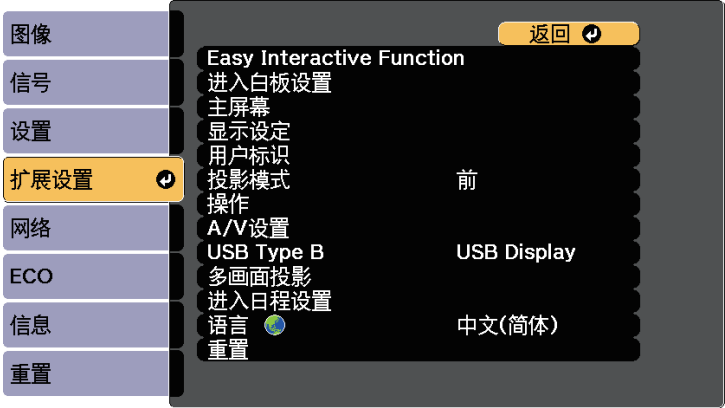 图像
信号
设置
扩展设置
网络
ECO
信息
重置
返回
Easy Interactive Function
进入白板设置
主屏幕
显示设定
用户标识
投影模式 前
操作
A/V设置
USB Type B USB Display
多画面投影
进入日程设置
语言 中文(简体)
重置